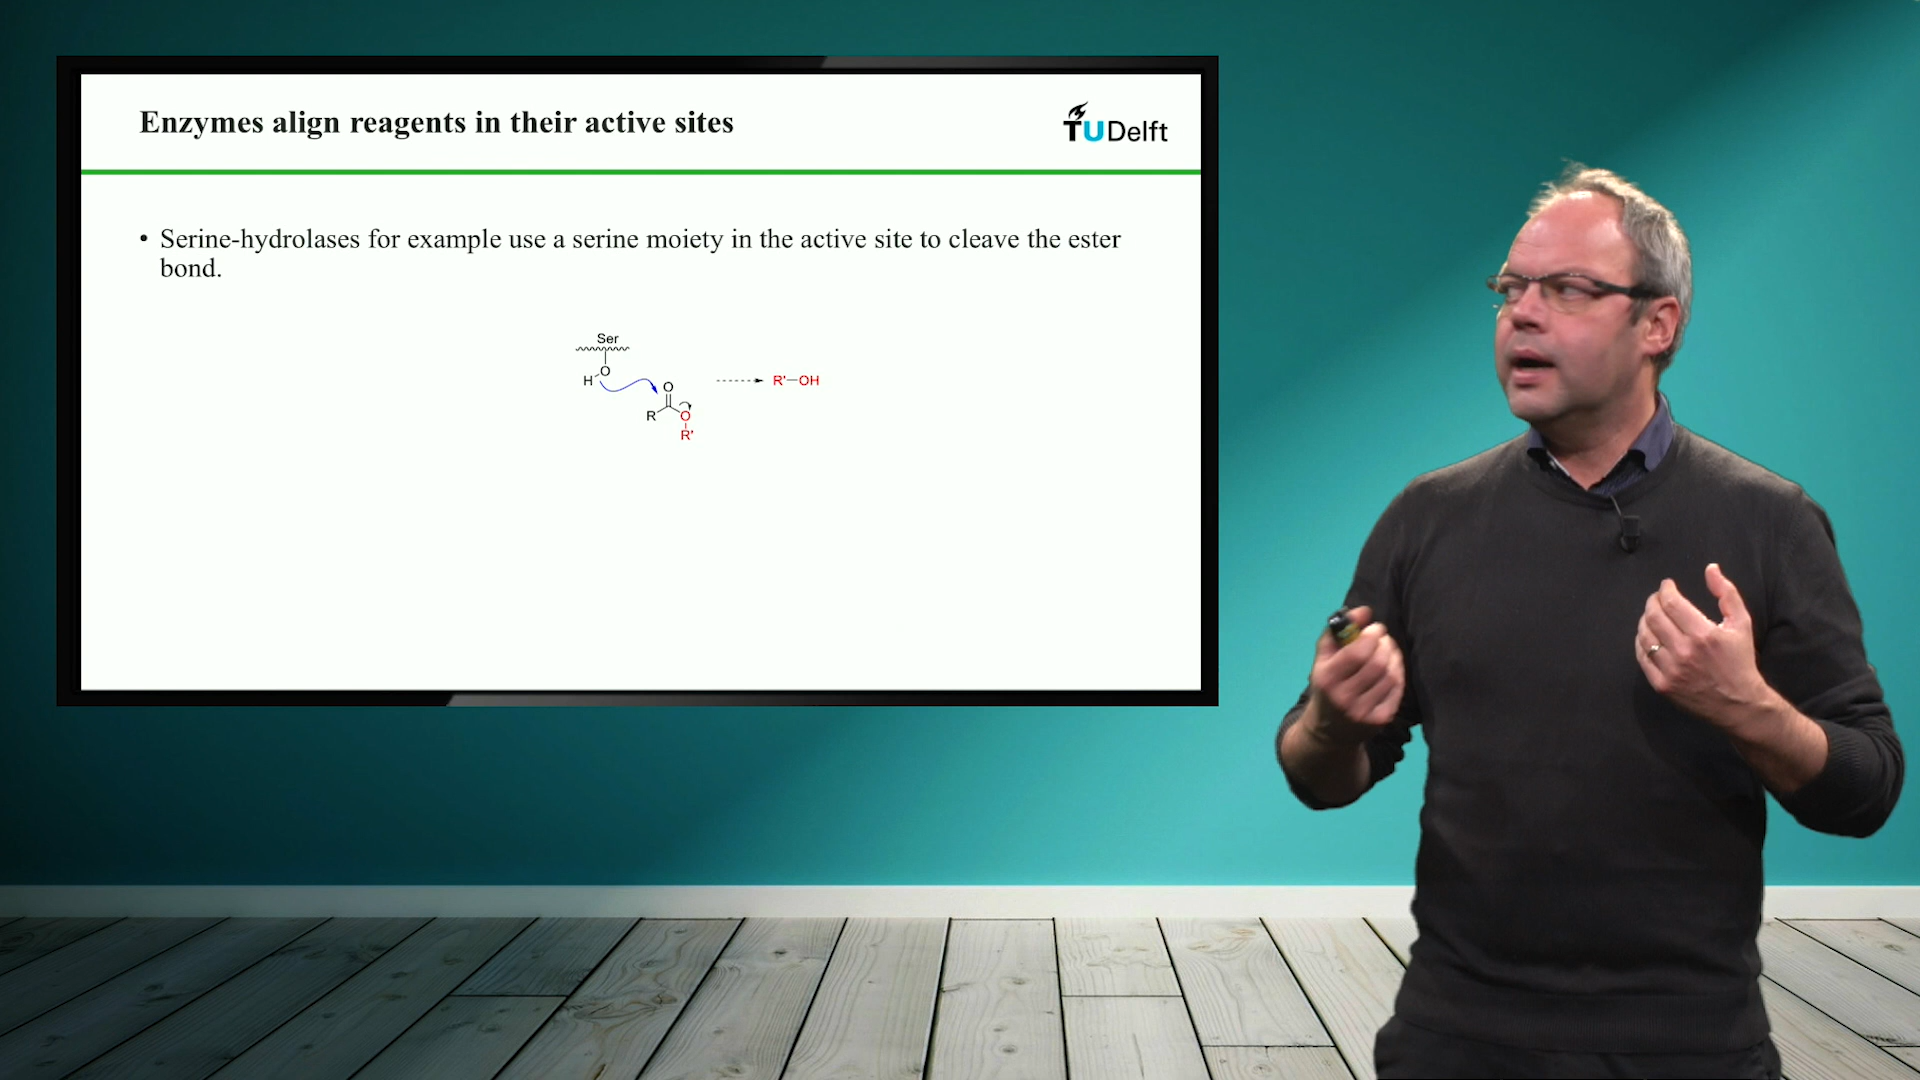 Enzymes align reagents in their active sites
TUDelft
• Serine-hydrolases for example use a serine moiety in the active site to cleave the ester
bond.
Ser
O
H
O
R
O
R'
R'—OH